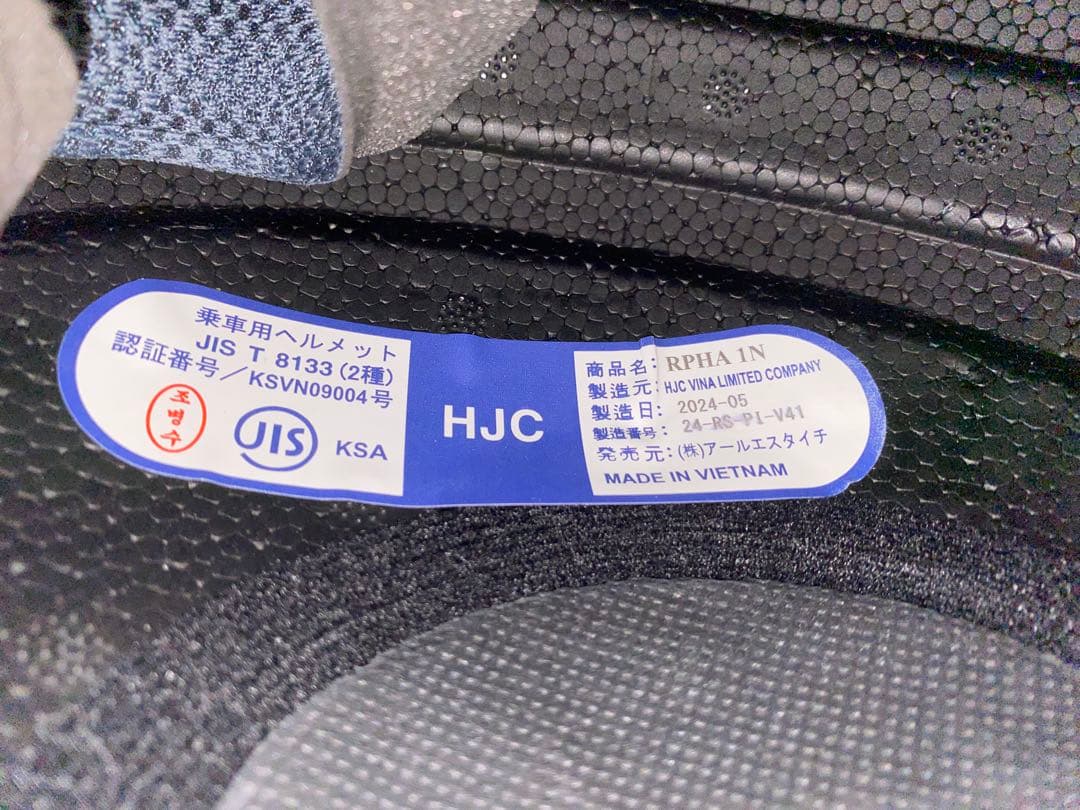 乗車用ヘルメット
JIS T 8133 (2種)
認証番号/KSVN09004号
조병수
JIS
KSA
HJC
商品名: RPHA 1N
製造元: HJC VINA LIMITED COMPANY
製造日: 2024-05
製造番号: 24-RS-P1-V41
発売元: (株)アールエスタイチ
MADE IN VIETNAM